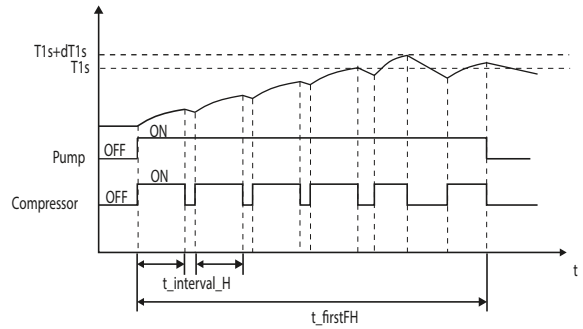 T1s+dT1s
T1s
ON
Pump
OFF
ON
Compressor
OFF
t
t_interval_H
t_firstFH